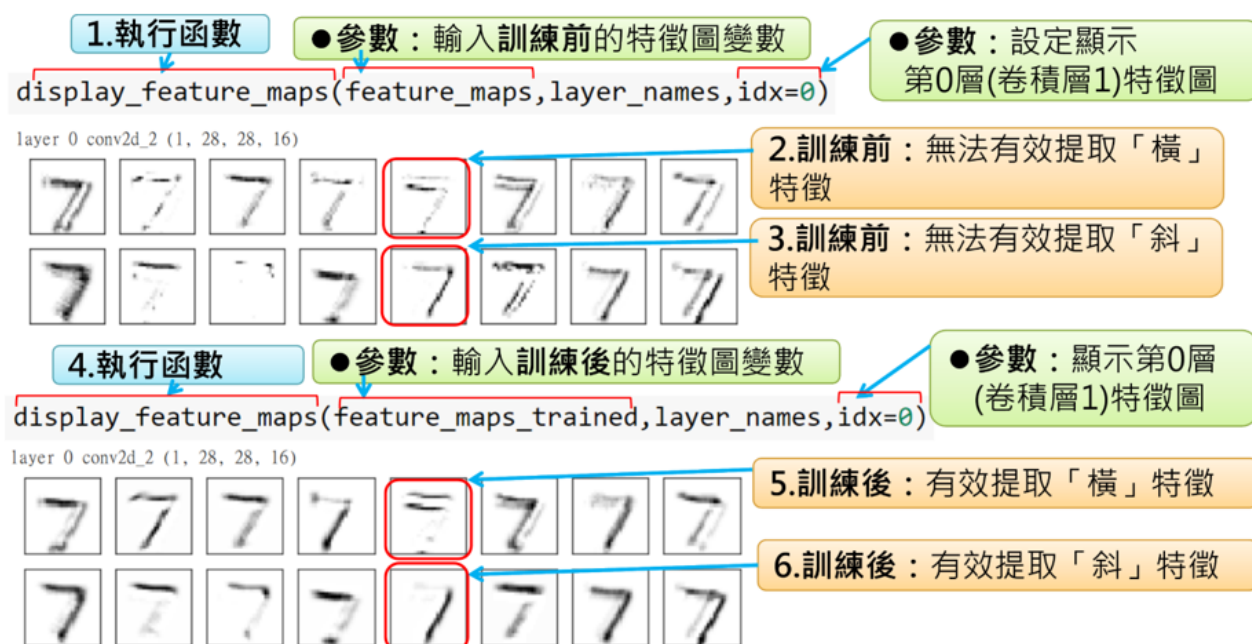 1.執行函數
●參數：輸入訓練前的特徵圖變數
●參數：設定顯示
第0層(卷積層1)特徵圖
display_feature_maps(feature_maps,layer_names,idx=0)
layer 0 conv2d_2 (1, 28, 28, 16)
2.訓練前：無法有效提取「橫」
特徵
3.訓練前：無法有效提取「斜」
特徵
4.執行函數
●參數：輸入訓練後的特徵圖變數
●參數：顯示第0層
(卷積層1)特徵圖
display_feature_maps(feature_maps_trained,layer_names,idx=0)
layer 0 conv2d_2 (1, 28, 28, 16)
5.訓練後：有效提取「橫」特徵
6.訓練後：有效提取「斜」特徵